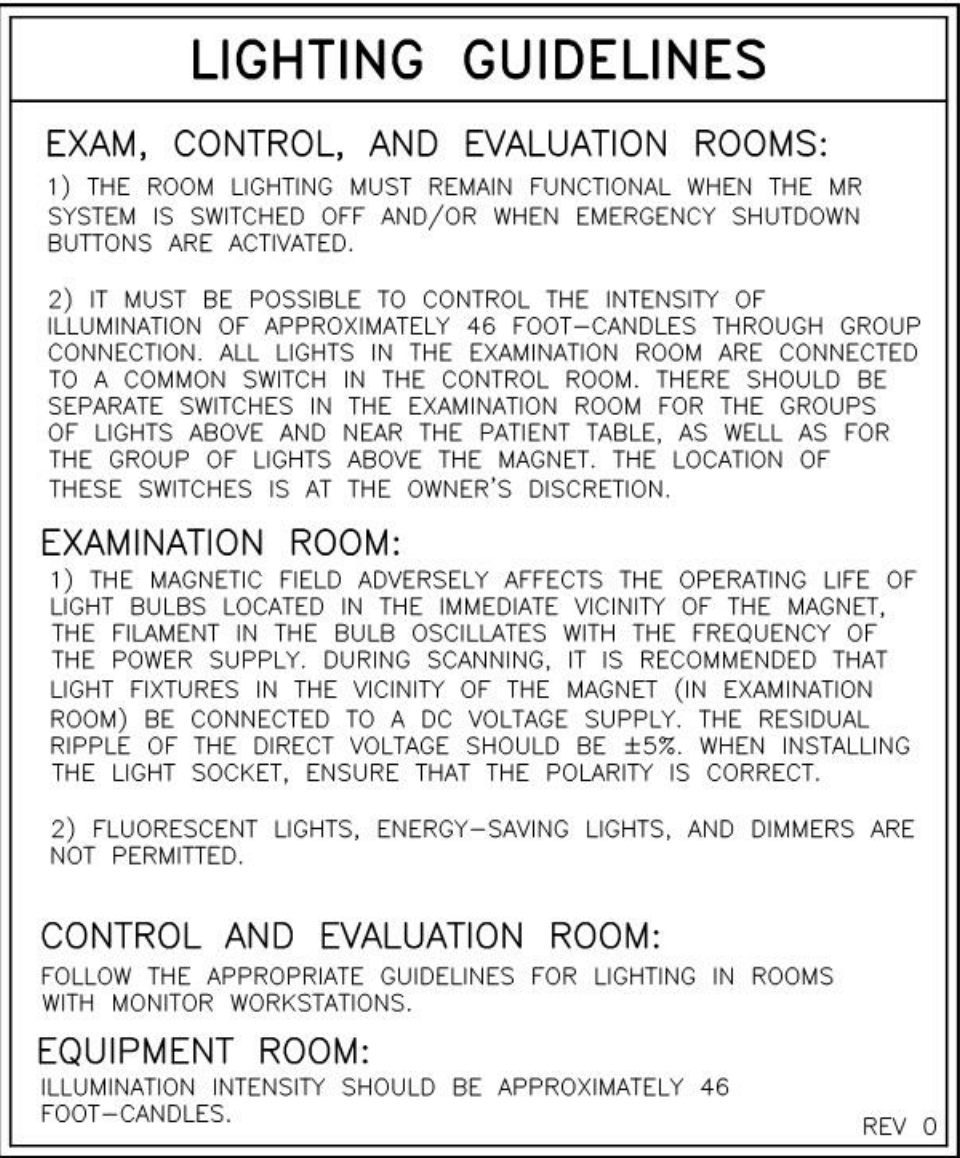 LIGHTING GUIDELINES
EXAM, CONTROL, AND EVALUATION ROOMS:
1) THE ROOM LIGHTING MUST REMAIN FUNCTIONAL WHEN THE MR
SYSTEM IS SWITCHED OFF AND/OR WHEN EMERGENCY SHUTDOWN
BUTTONS ARE ACTIVATED.
2) IT MUST BE POSSIBLE TO CONTROL THE INTENSITY OF
ILLUMINATION OF APPROXIMATELY 46 FOOT-CANDLES THROUGH GROUP
CONNECTION. ALL LIGHTS IN THE EXAMINATION ROOM ARE CONNECTED
TO A COMMON SWITCH IN THE CONTROL ROOM. THERE SHOULD BE
SEPARATE SWITCHES IN THE EXAMINATION ROOM FOR THE GROUPS
OF LIGHTS ABOVE AND NEAR THE PATIENT TABLE, AS WELL AS FOR
THE GROUP OF LIGHTS ABOVE THE MAGNET. THE LOCATION OF
THESE SWITCHES IS AT THE OWNER'S DISCRETION.
EXAMINATION ROOM:
1) THE MAGNETIC FIELD ADVERSELY AFFECTS THE OPERATING LIFE OF
LIGHT BULBS LOCATED IN THE IMMEDIATE VICINITY OF THE MAGNET,
THE FILAMENT IN THE BULB OSCILLATES WITH THE FREQUENCY OF
THE POWER SUPPLY. DURING SCANNING, IT IS RECOMMENDED THAT
LIGHT FIXTURES IN THE VICINITY OF THE MAGNET (IN EXAMINATION
ROOM) BE CONNECTED TO A DC VOLTAGE SUPPLY. THE RESIDUAL
RIPPLE OF THE DIRECT VOLTAGE SHOULD BE ±5%. WHEN INSTALLING
THE LIGHT SOCKET, ENSURE THAT THE POLARITY IS CORRECT.
2) FLUORESCENT LIGHTS, ENERGY-SAVING LIGHTS, AND DIMMERS ARE
NOT PERMITTED.
CONTROL AND EVALUATION ROOM:
FOLLOW THE APPROPRIATE GUIDELINES FOR LIGHTING IN ROOMS
WITH MONITOR WORKSTATIONS.
EQUIPMENT ROOM:
ILLUMINATION INTENSITY SHOULD BE APPROXIMATELY 46
FOOT-CANDLES.
REV 0